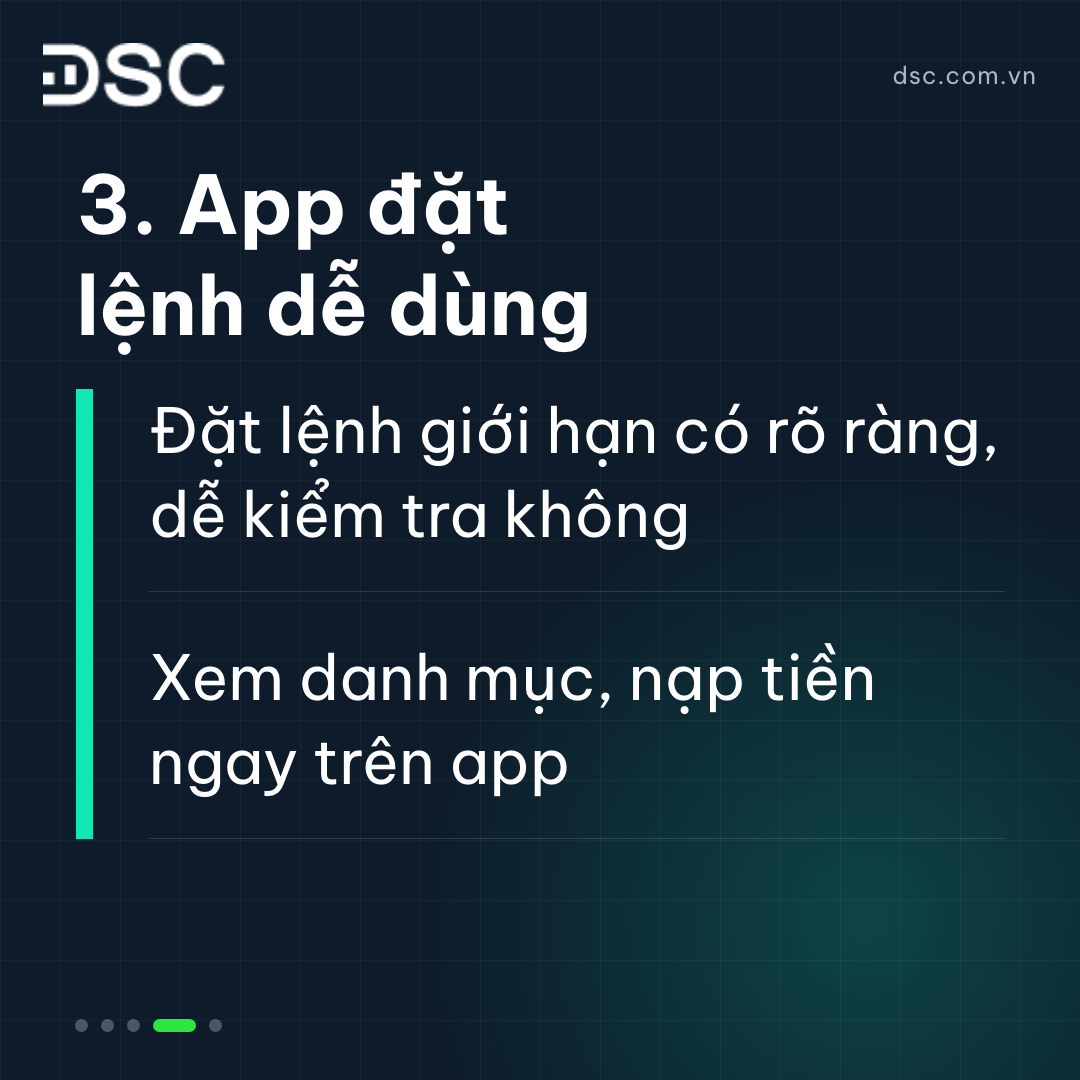 DSC
dsc.com.vn
3. App đặt
lệnh dễ dùng
Đặt lệnh giới hạn có rõ ràng,
dễ kiểm tra không
Xem danh mục, nạp tiền
ngay trên app